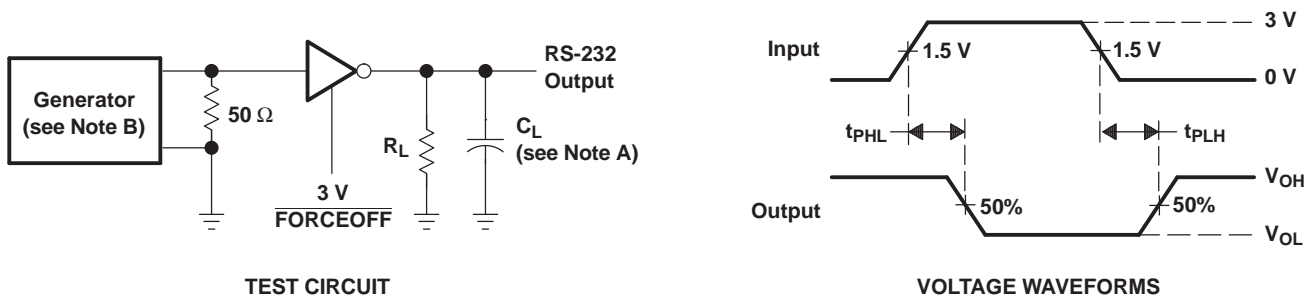 Generator
(see Note B)
50 Ω
3 V
FORCEOFF
R_L
C_L
(see Note A)
RS-232
Output
TEST CIRCUIT
Input
1.5 V
1.5 V
3 V
0 V
t_PHL
t_PLH
Output
50%
50%
V_OH
V_OL
VOLTAGE WAVEFORMS